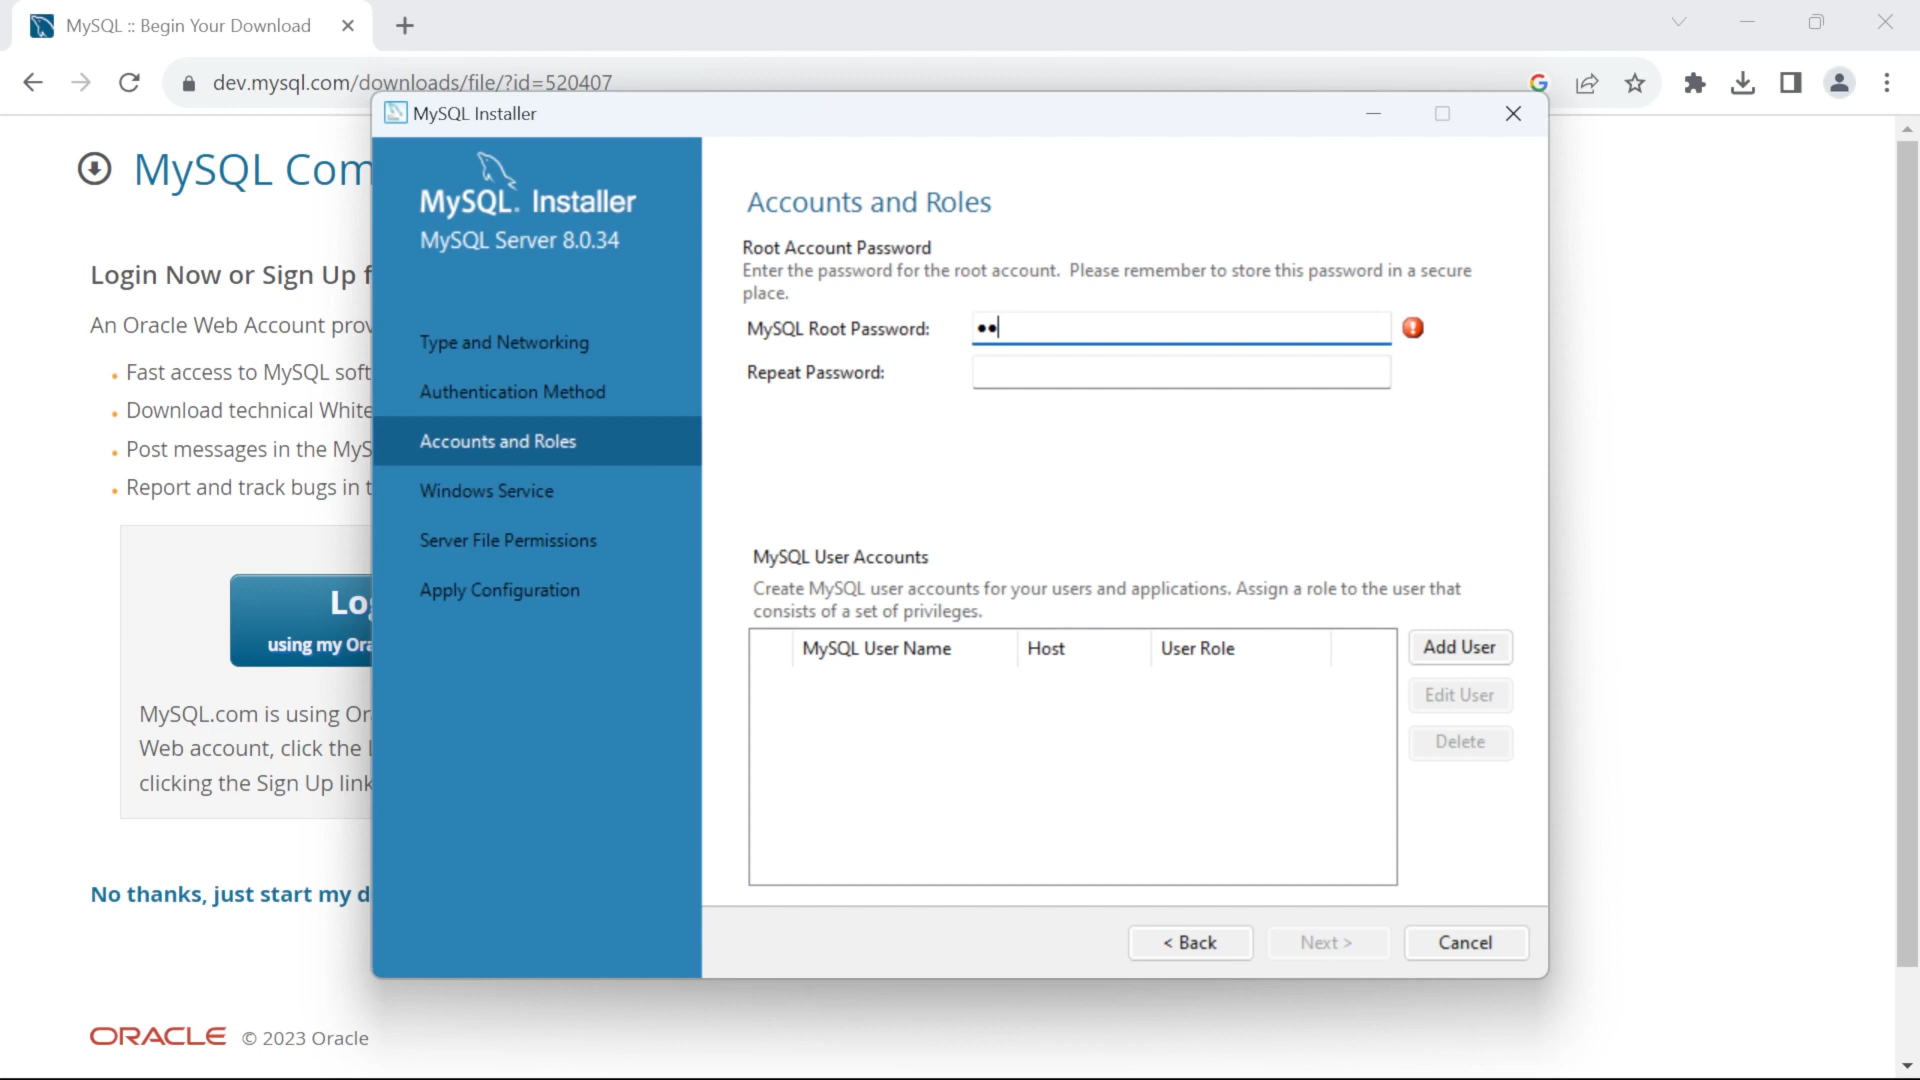 MySQL :: Begin Your Download
dev.mysql.com/downloads/file/?id=520407
MySQL Com
Login Now or Sign Up f
An Oracle Web Account prov
Fast access to MySQL soft
Download technical White
Post messages in the MyS
Report and track bugs in t
Log
using my Ora
MySQL.com is using Or
Web account, click the l
clicking the Sign Up link
No thanks, just start my d
ORACLE © 2023 Oracle
MySQL Installer
MySQL. Installer
MySQL Server 8.0.34
Type and Networking
Authentication Method
Accounts and Roles
Windows Service
Server File Permissions
Apply Configuration
Accounts and Roles
Root Account Password
Enter the password for the root account. Please remember to store this password in a secure
place.
MySQL Root Password: ●●
Repeat Password:
MySQL User Accounts
Create MySQL user accounts for your users and applications. Assign a role to the user that
consists of a set of privileges.
MySQL User Name Host User Role
Add User
Edit User
Delete
< Back Next > Cancel